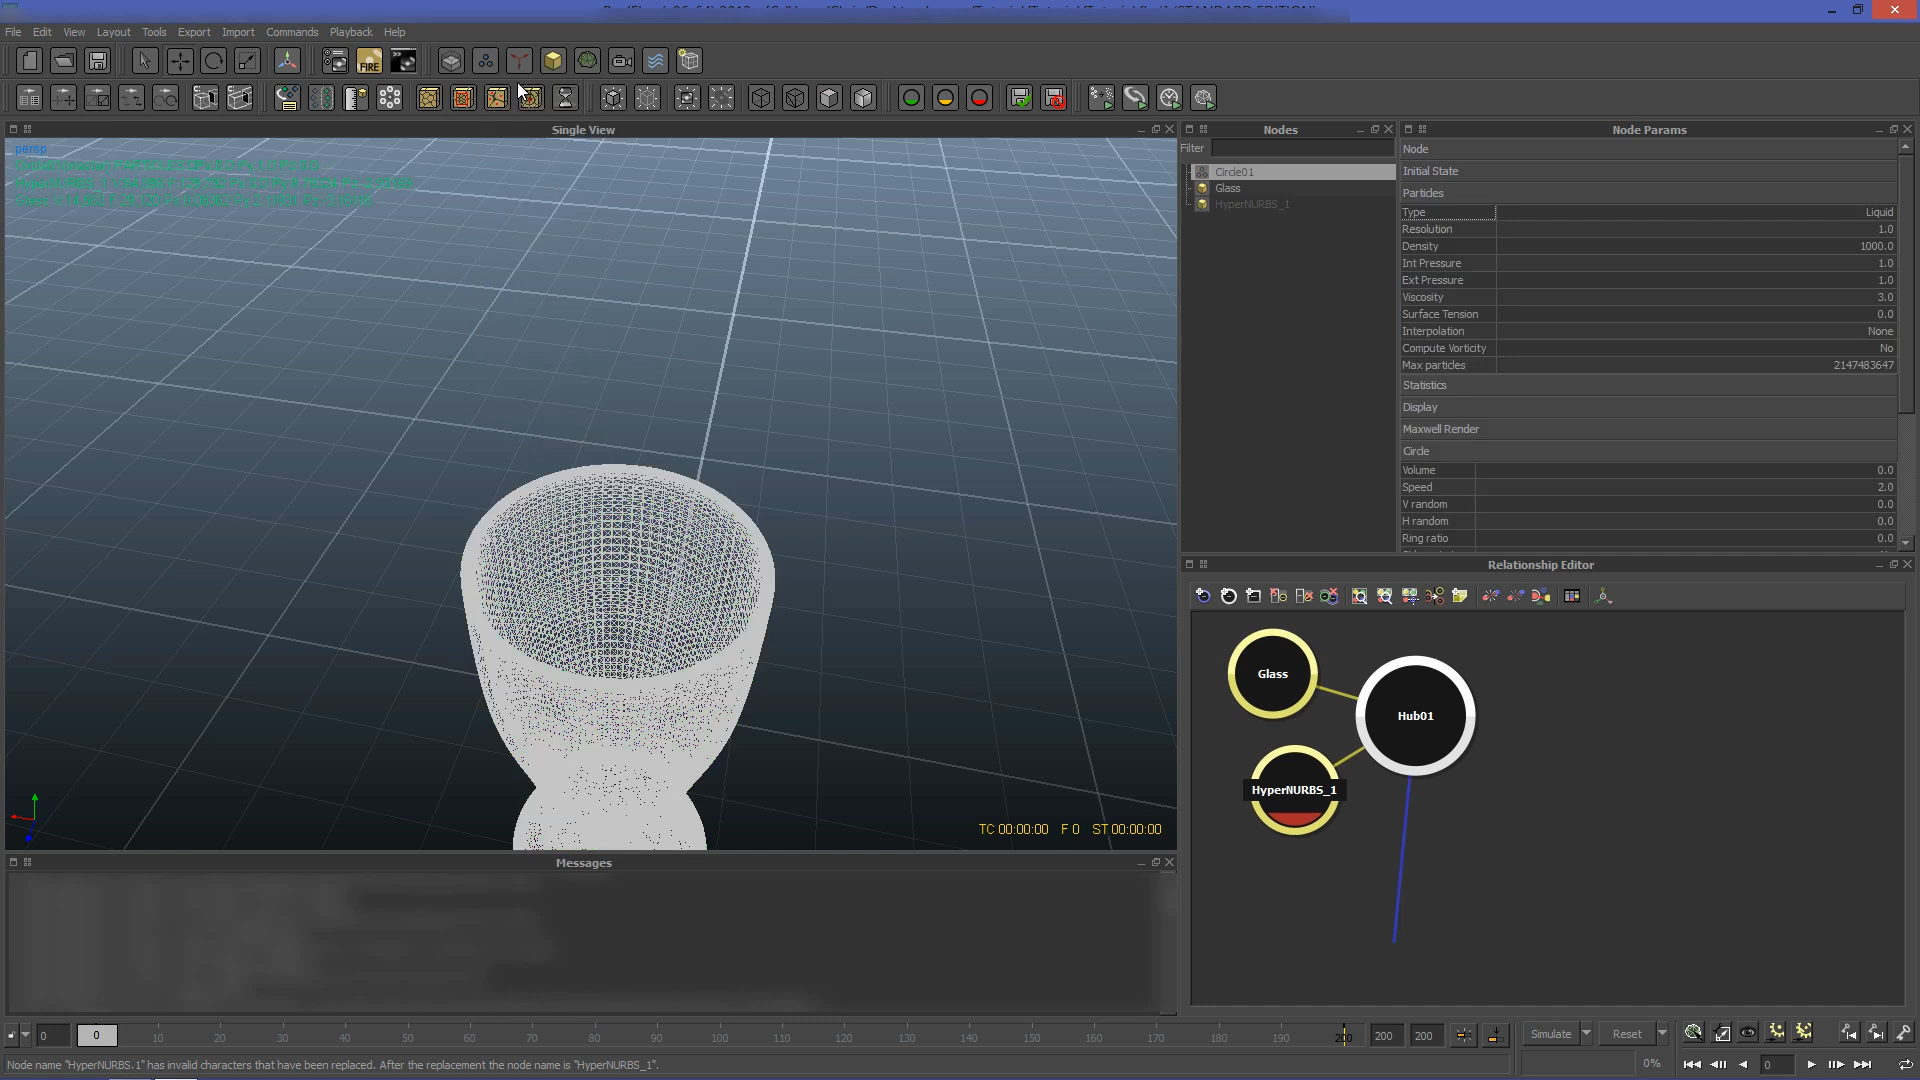 File Edit View Layout Tools Export Import Commands Playback Help
FIRE
Single View
persp
TC 00:00:00 F 0 ST 00:00:00
Messages
Nodes
Filter
Circle01
Glass
HyperNURBS_1
Node Params
Node
Initial State
Particles
Type Liquid
Resolution 1.0
Density 1000.0
Int Pressure 1.0
Ext Pressure 1.0
Viscosity 3.0
Surface Tension 0.0
Interpolation None
Compute Vorticity No
Max particles 2147483647
Statistics
Display
Maxwell Render
Circle
Volume 0.0
Speed 2.0
V random 0.0
H random 0.0
Ring ratio 0.0
Relationship Editor
Glass
Hub01
HyperNURBS_1
0 0 10 20 30 40 50 60 70 80 90 100 110 120 130 140 150 160 170 180 190 200 200 200
Simulate Reset
Node name "HyperNURBS.1" has invalid characters that have been replaced. After the replacement the node name is "HyperNURBS_1".
0% 0